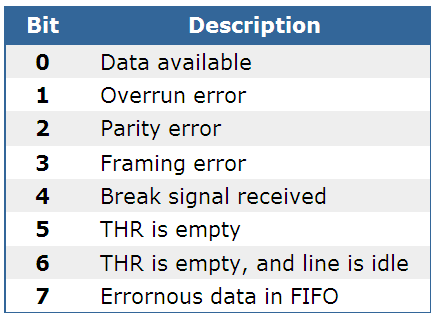 Bit Description
0 Data available
1 Overrun error
2 Parity error
3 Framing error
4 Break signal received
5 THR is empty
6 THR is empty, and line is idle
7 Errornous data in FIFO